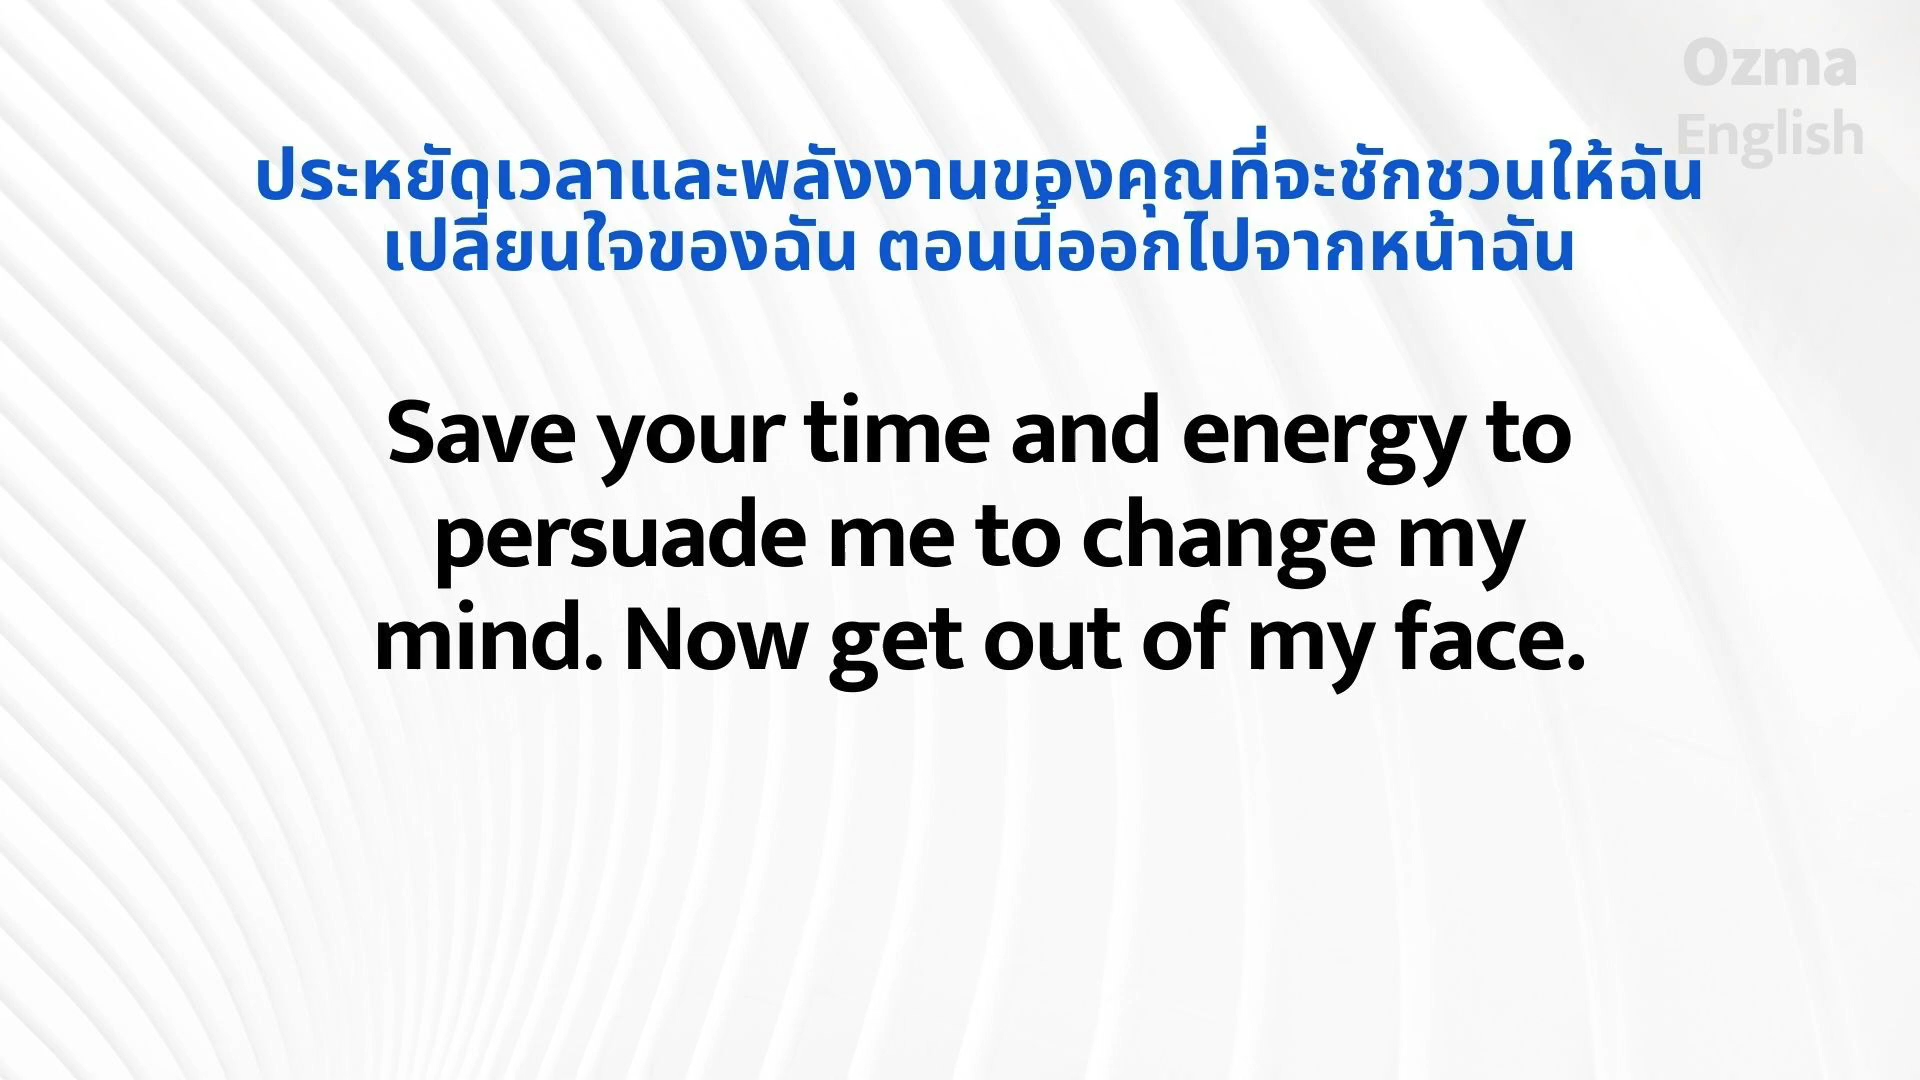 Ozma
English
ประหยัดเวลาและพลังงานของคุณที่จะชักชวนให้ฉัน
เปลี่ยนใจของฉัน ตอนนี้ออกไปจากหน้าฉัน
Save your time and energy to
persuade me to change my
mind. Now get out of my face.